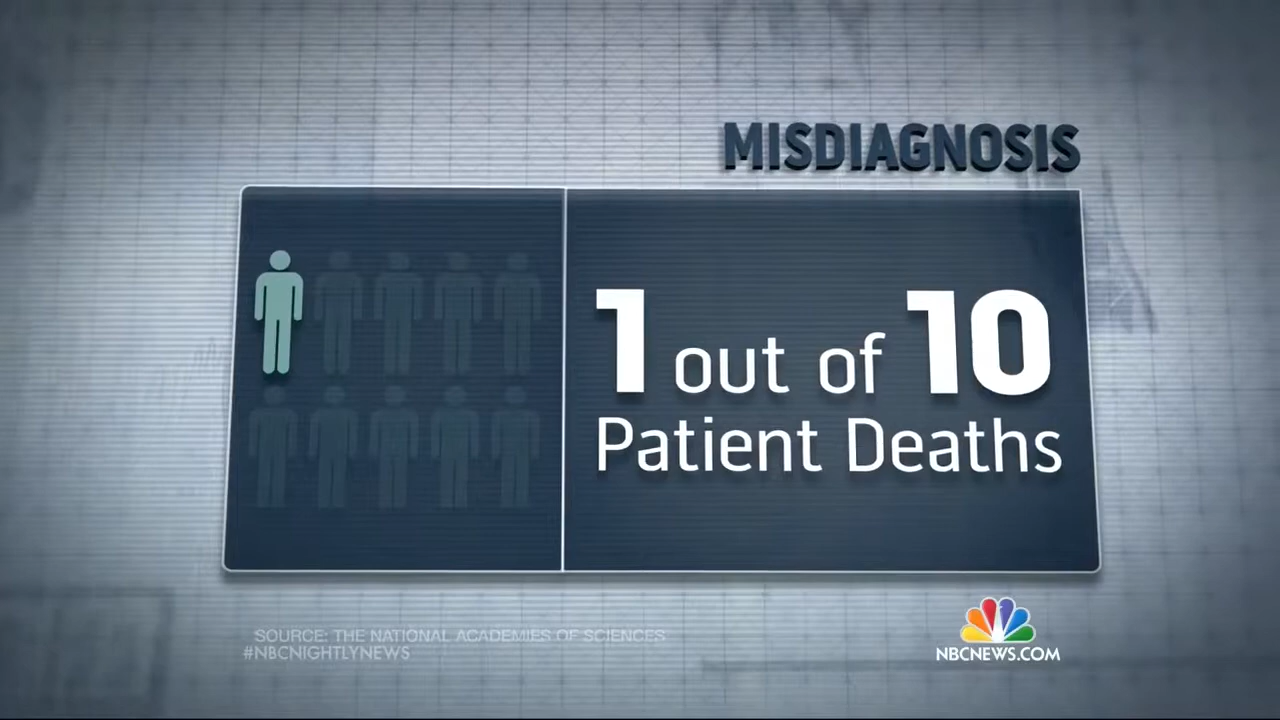 MISDIAGNOSIS
1 out of 10
Patient Deaths
SOURCE: THE NATIONAL ACADEMIES OF SCIENCES
#NBCNIGHTLYNEWS
NBCNEWS.COM